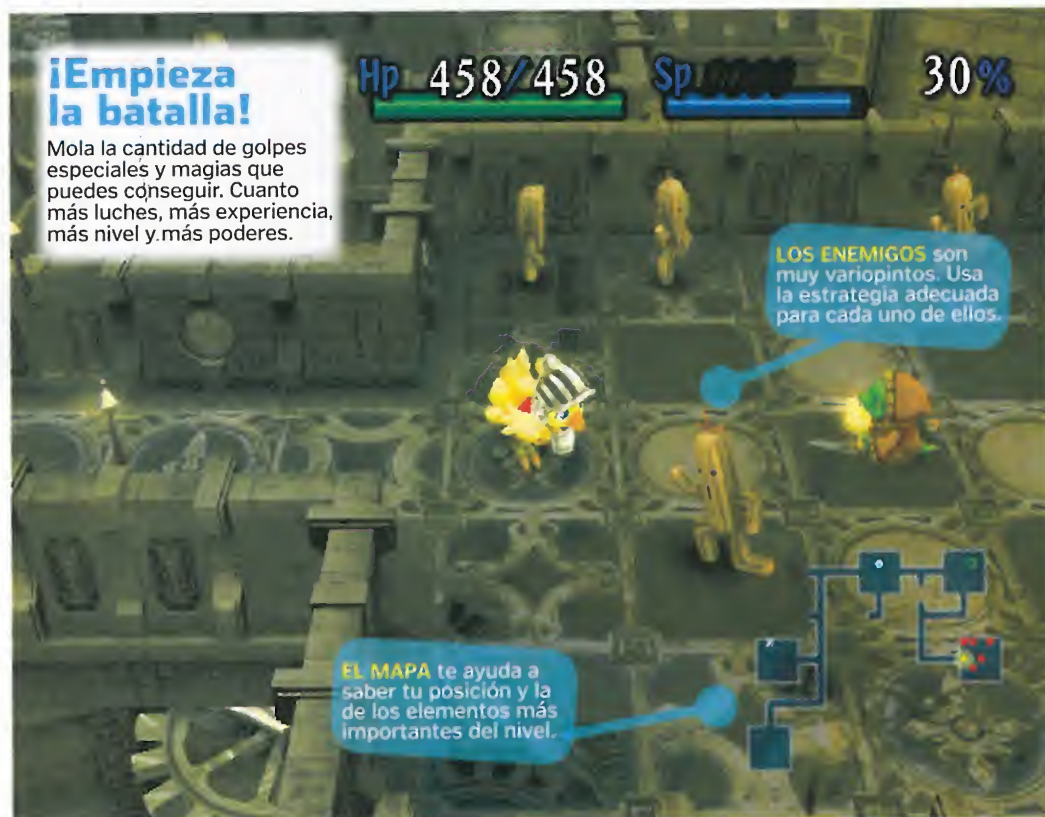 ¡Empieza
la batalla!
Mola la cantidad de golpes
especiales y magias que
puedes conseguir. Cuanto
más luches, más experiencia,
más nivel y más poderes.
Hp 458/458 Sp 30%
LOS ENEMIGOS son
muy variopintos. Usa
la estrategia adecuada
para cada uno de ellos.
EL MAPA te ayuda a
saber tu posición y la
de los elementos más
importantes del nivel.